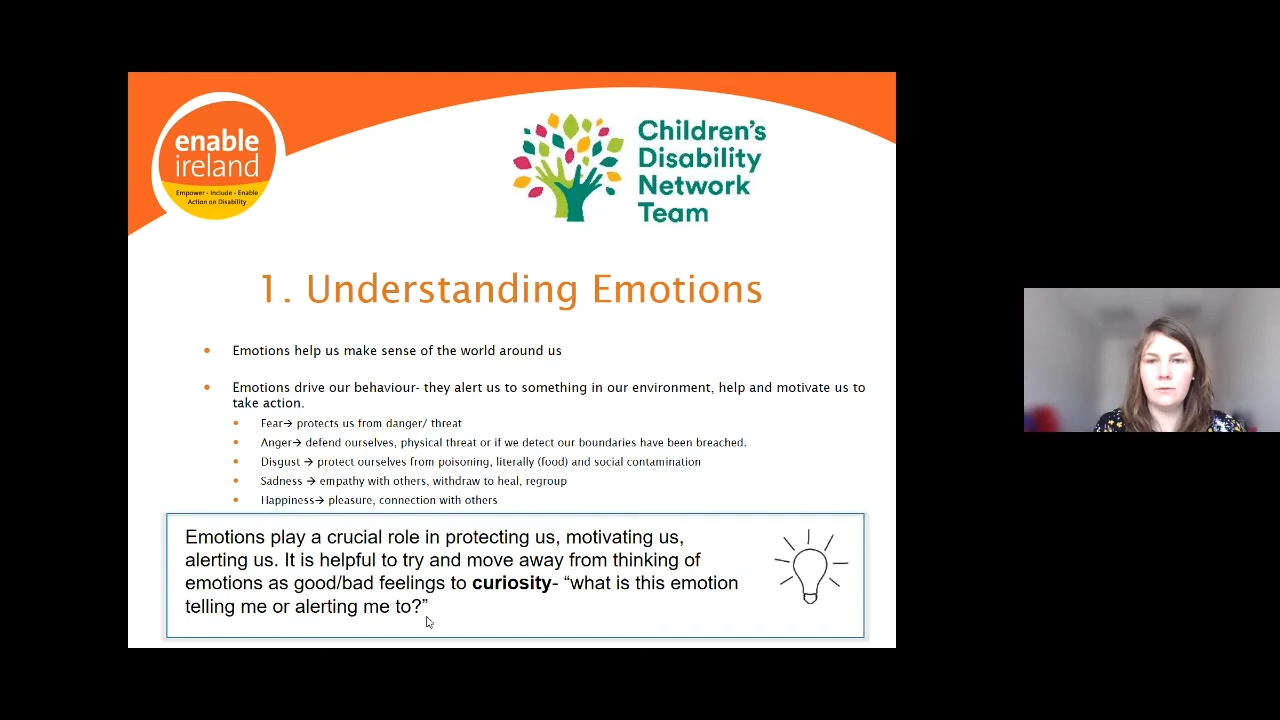 enable
ireland
Empower • Include • Enable
Action on Disability
Children's
Disability
Network
Team
1. Understanding Emotions
• Emotions help us make sense of the world around us
• Emotions drive our behaviour- they alert us to something in our environment, help and motivate us to
take action.
• Fear→ protects us from danger/ threat
• Anger→ defend ourselves, physical threat or if we detect our boundaries have been breached.
• Disgust → protect ourselves from poisoning, literally (food) and social contamination
• Sadness → empathy with others, withdraw to heal, regroup
• Happiness→ pleasure, connection with others
Emotions play a crucial role in protecting us, motivating us,
alerting us. It is helpful to try and move away from thinking of
emotions as good/bad feelings to curiosity- “what is this emotion
telling me or alerting me to?”